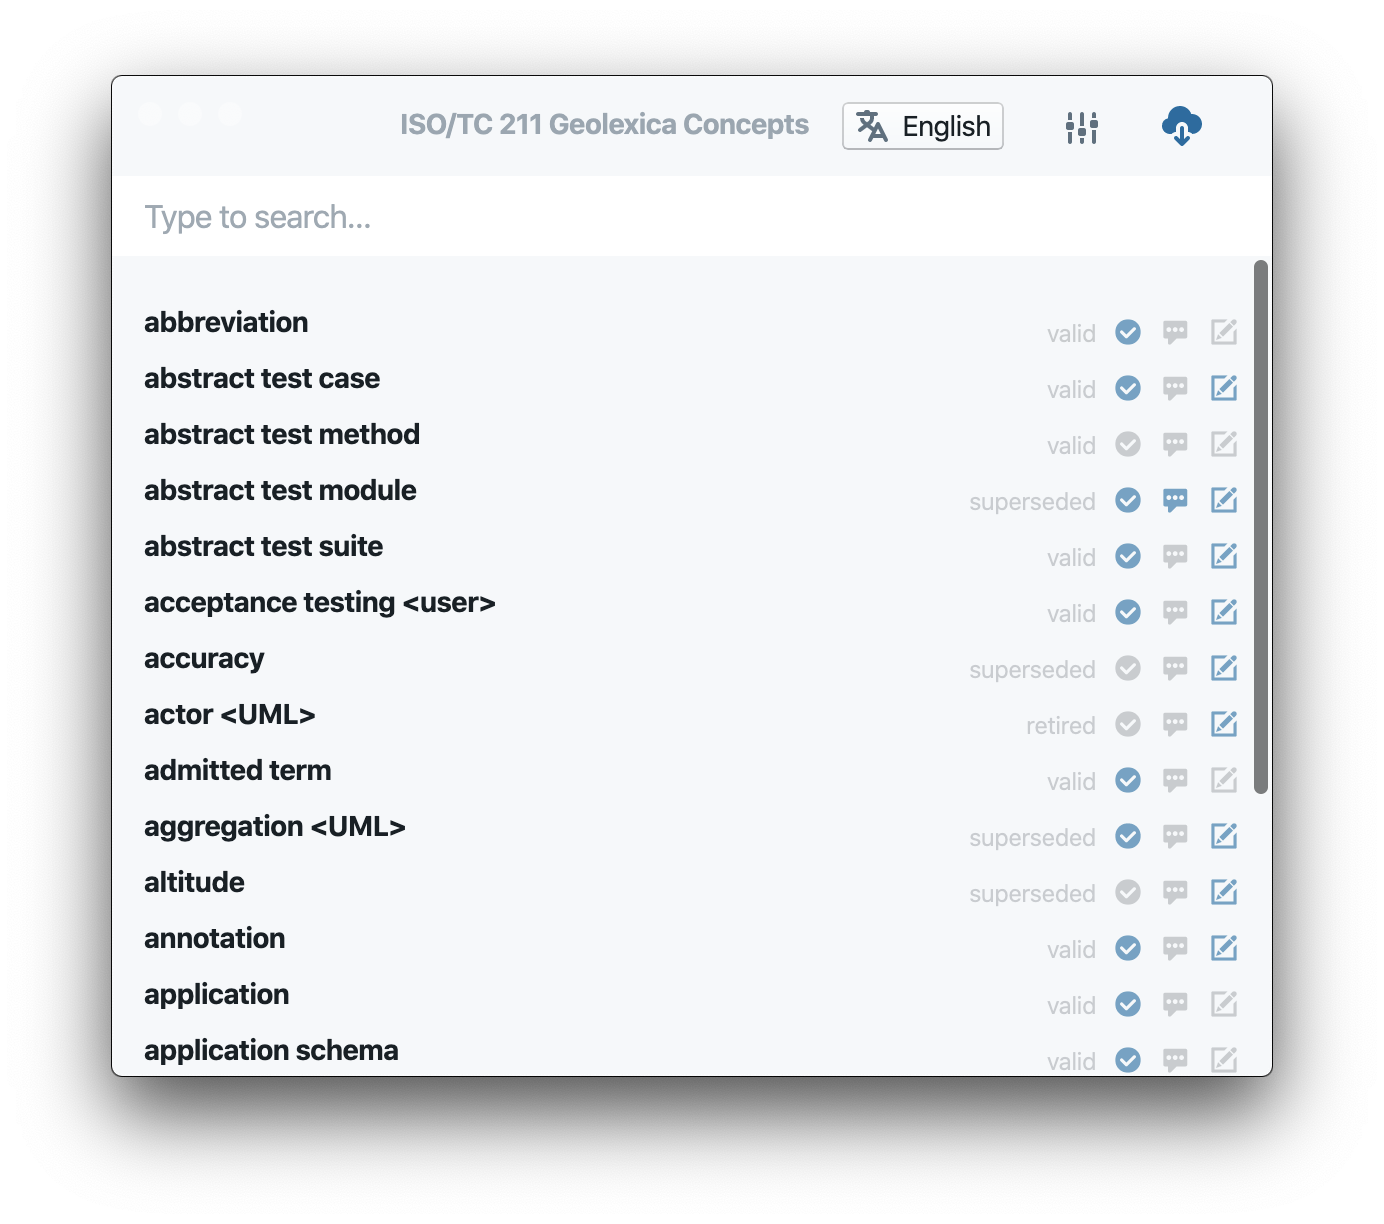 ISO/TC 211 Geolexica Concepts English
Type to search...
abbreviation valid
abstract test case valid
abstract test method valid
abstract test module superseded
abstract test suite valid
acceptance testing <user> valid
accuracy superseded
actor <UML> retired
admitted term valid
aggregation <UML> superseded
altitude superseded
annotation valid
application valid
application schema valid